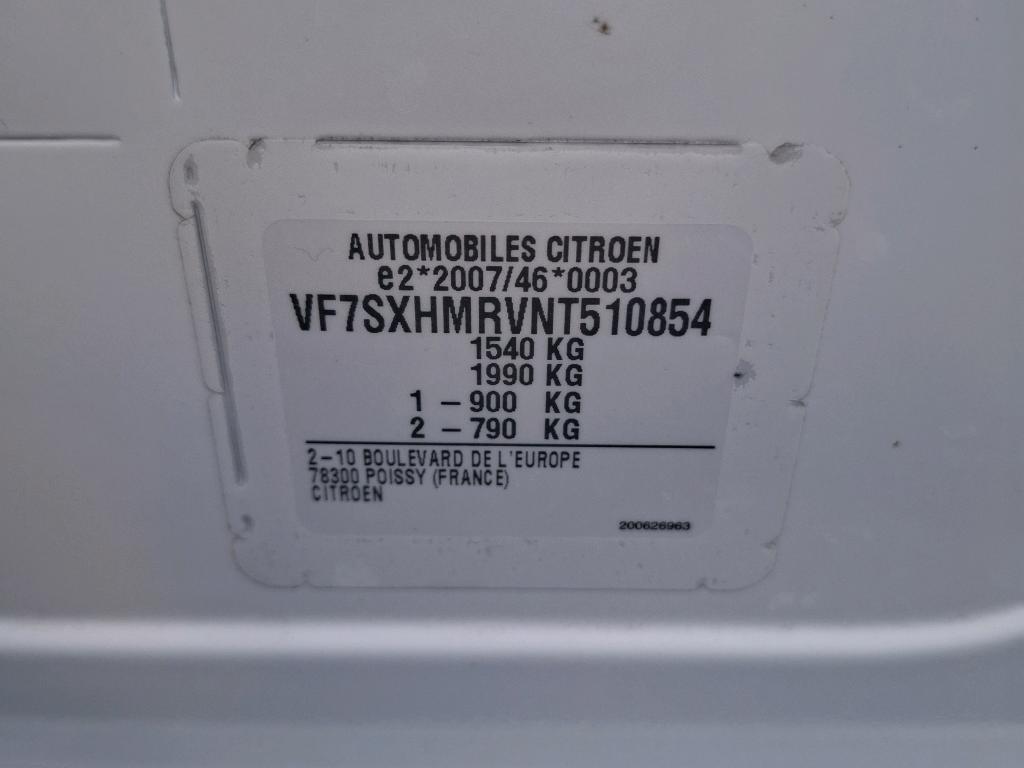 AUTOMOBILES CITROEN
e2*2007/46*0003
VF7SXHMRVNT510854
1540 KG
1990 KG
1 – 900 KG
2 – 790 KG
2–10 BOULEVARD DE L'EUROPE
78300 POISSY (FRANCE)
CITROEN
200626963